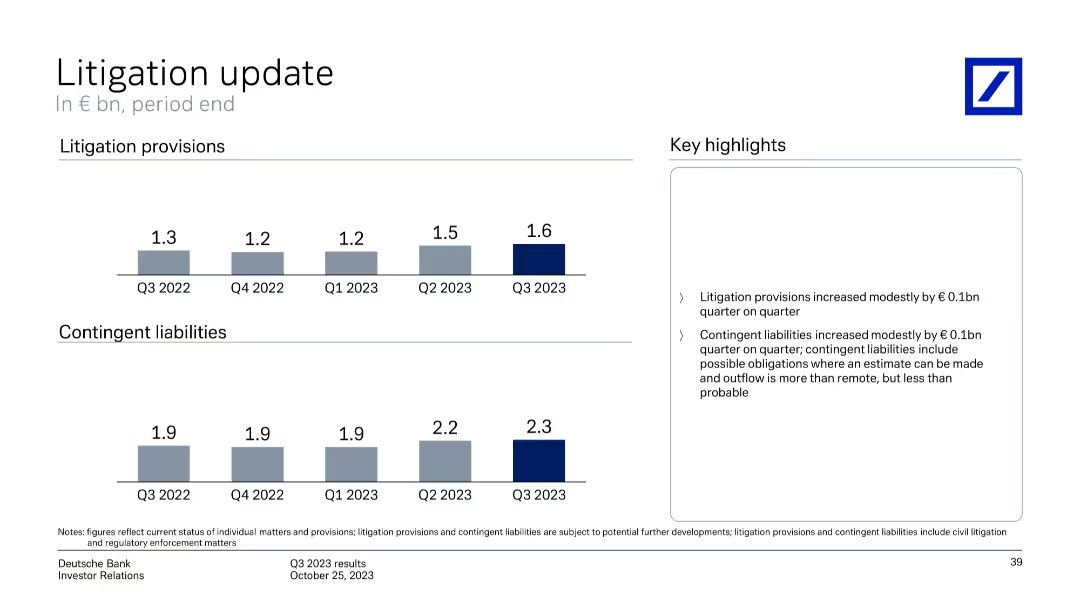 Litigation update
In € bn, period end
Litigation provisions
1.3
1.2
1.2
1.5
1.6
Q3 2022
Q4 2022
Q1 2023
Q2 2023
Q3 2023
Contingent liabilities
1.9
1.9
1.9
2.2
2.3
Q3 2022
Q4 2022
Q1 2023
Q2 2023
Q3 2023
Key highlights
〉 Litigation provisions increased modestly by € 0.1bn
quarter on quarter
〉 Contingent liabilities increased modestly by € 0.1bn
quarter on quarter; contingent liabilities include
possible obligations where an estimate can be made
and outflow is more than remote, but less than
probable
Notes: figures reflect current status of individual matters and provisions; litigation provisions and contingent liabilities are subject to potential further developments; litigation provisions and contingent liabilities include civil litigation
and regulatory enforcement matters
Deutsche Bank
Investor Relations
Q3 2023 results
October 25, 2023
39